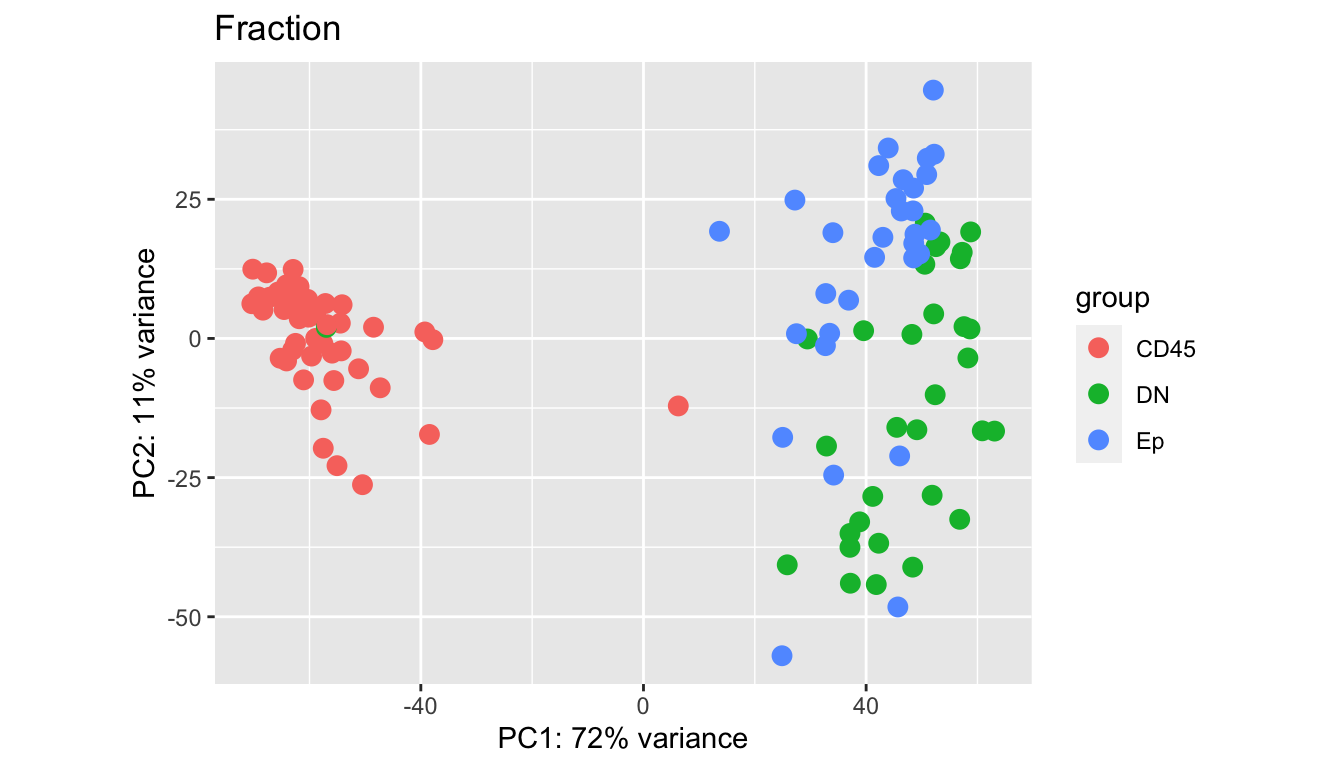 Fraction
25
0
-25
-50
-40
0
40
PC1: 72% variance
PC2: 11% variance
group
CD45
DN
Ep